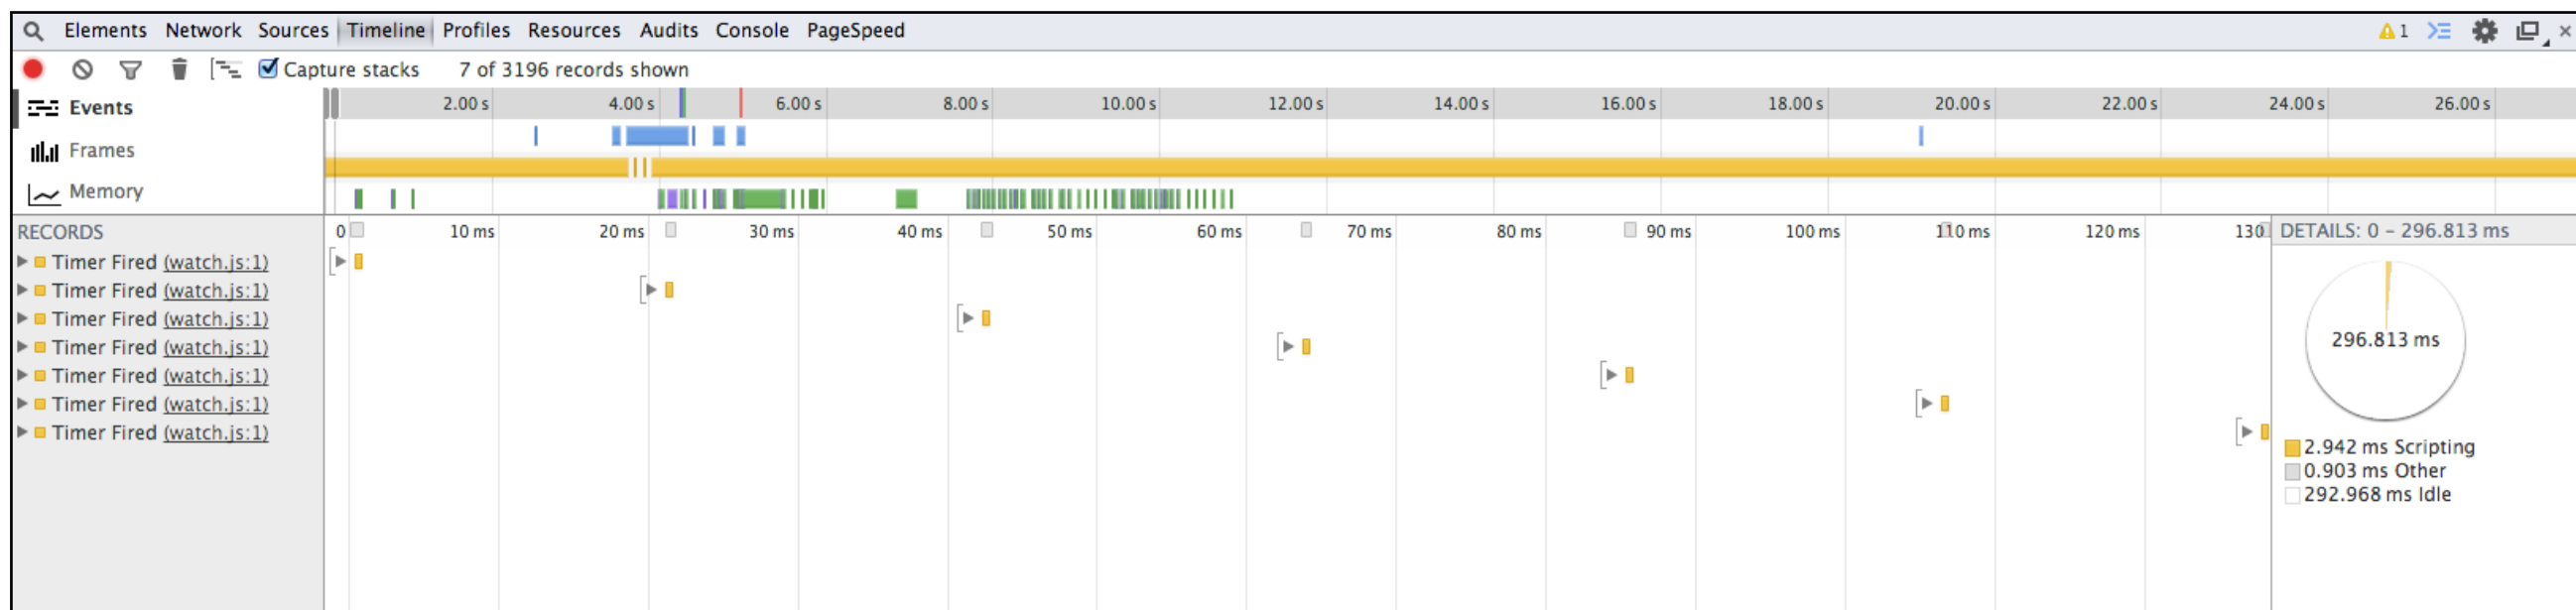 Elements Network Sources Timeline Profiles Resources Audits Console PageSpeed 1
Capture stacks 7 of 3196 records shown
Events
Frames
Memory
2.00 s 4.00 s 6.00 s 8.00 s 10.00 s 12.00 s 14.00 s 16.00 s 18.00 s 20.00 s 22.00 s 24.00 s 26.00 s
RECORDS
0 10 ms 20 ms 30 ms 40 ms 50 ms 60 ms 70 ms 80 ms 90 ms 100 ms 110 ms 120 ms 130
Timer Fired (watch.js:1)
Timer Fired (watch.js:1)
Timer Fired (watch.js:1)
Timer Fired (watch.js:1)
Timer Fired (watch.js:1)
Timer Fired (watch.js:1)
Timer Fired (watch.js:1)
DETAILS: 0 – 296.813 ms
296.813 ms
2.942 ms Scripting
0.903 ms Other
292.968 ms Idle